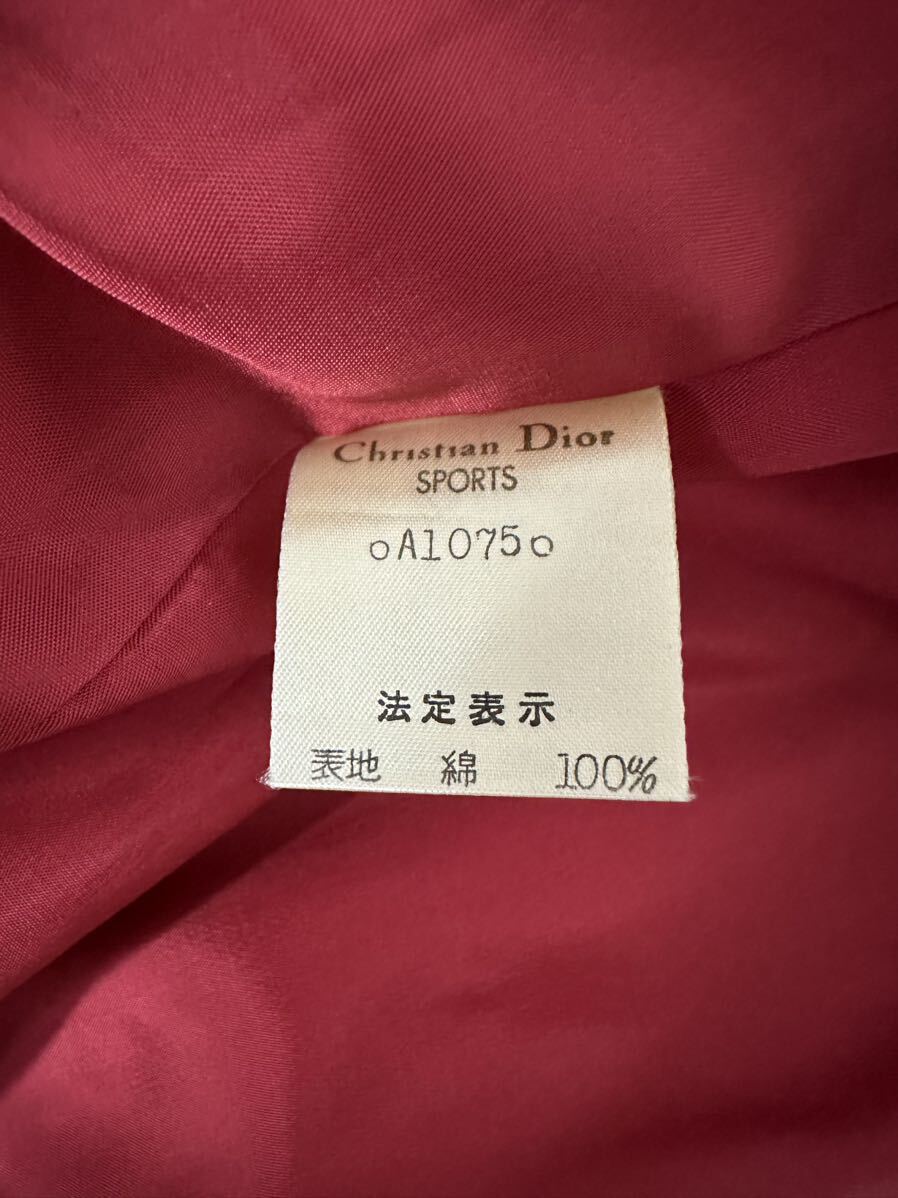 Christian Dior
SPORTS
oA1075o
法定表示
表地 綿 100%